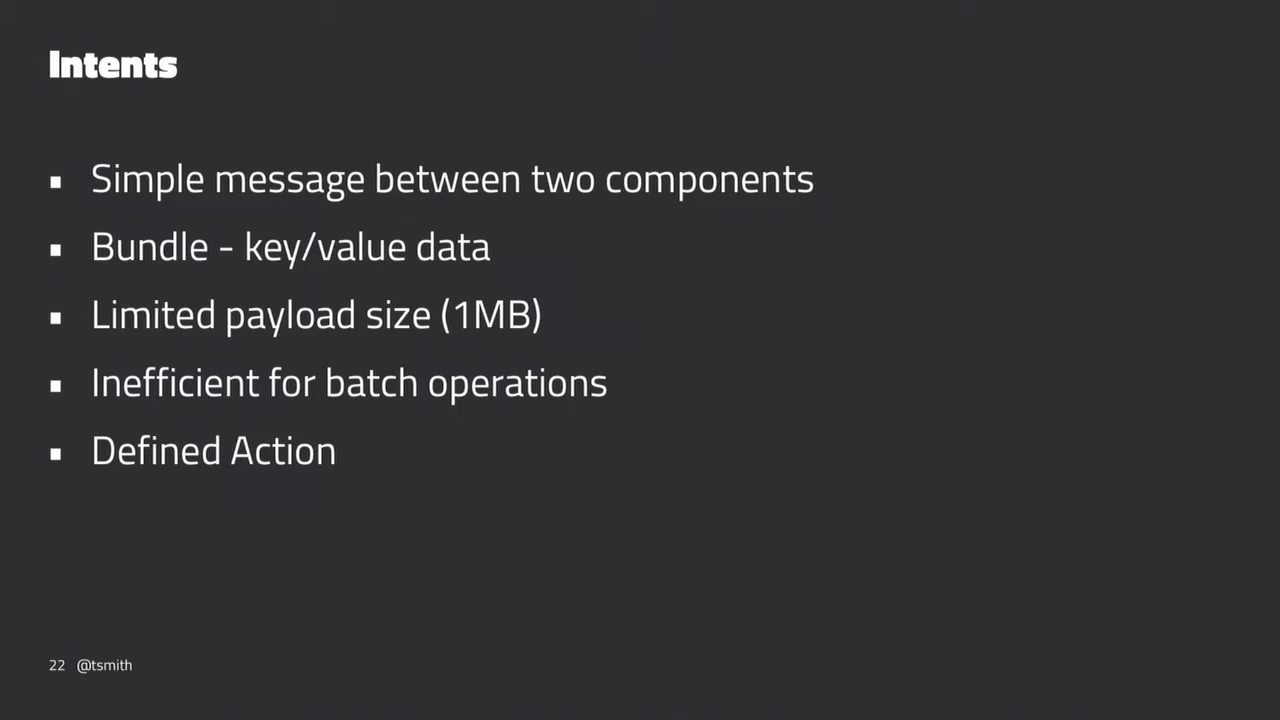 Intents
▪ Simple message between two components
▪ Bundle - key/value data
▪ Limited payload size (1MB)
▪ Inefficient for batch operations
▪ Defined Action
22 @tsmith